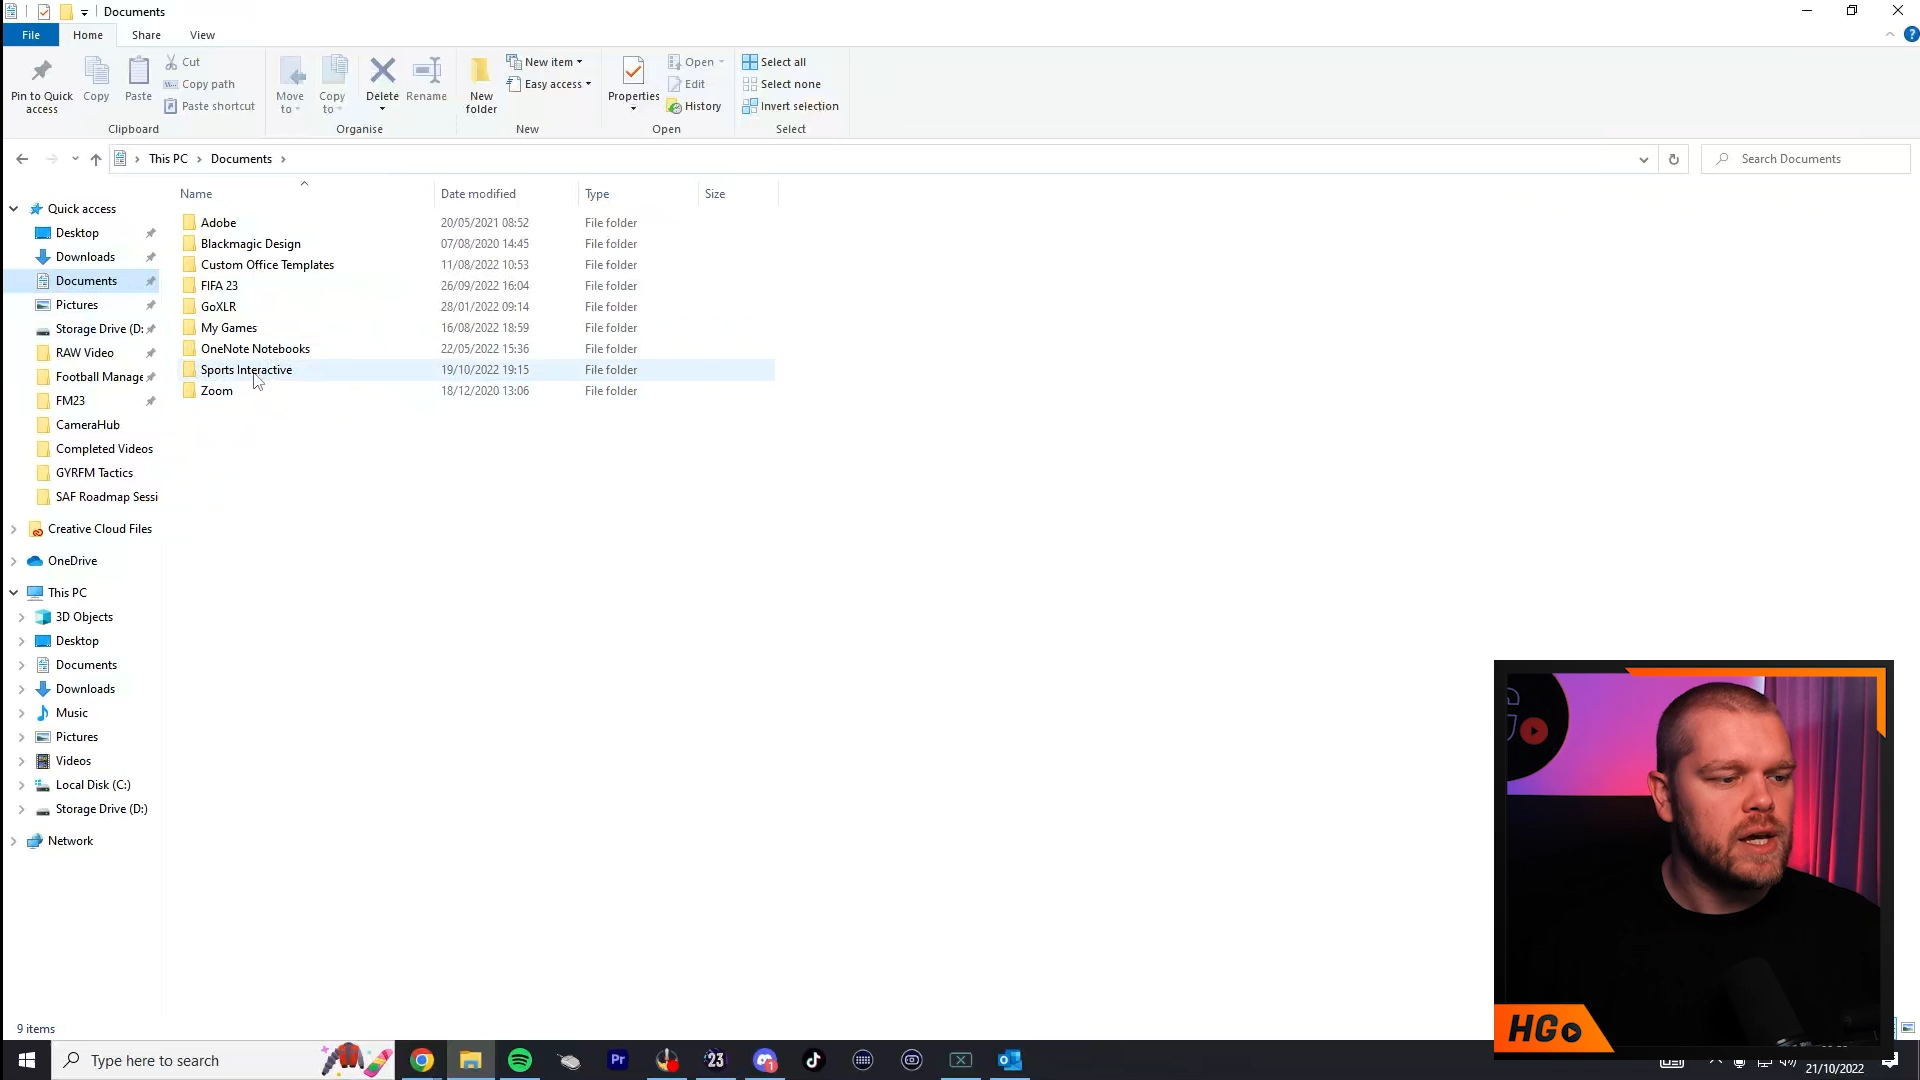 Documents
File Home Share View
Pin to Quick access
Copy
Paste
Cut
Copy path
Paste shortcut
Clipboard
Move to
Copy to
Delete
Rename
Organise
New folder
New item
Easy access
New
Properties
Open
Edit
History
Open
Select all
Select none
Invert selection
Select
This PC Documents
Search Documents
Name Date modified Type Size
Adobe 20/05/2021 08:52 File folder
Blackmagic Design 07/08/2020 14:45 File folder
Custom Office Templates 11/08/2022 10:53 File folder
FIFA 23 26/09/2022 16:04 File folder
GoXLR 28/01/2022 09:14 File folder
My Games 16/08/2022 18:59 File folder
OneNote Notebooks 22/05/2022 15:36 File folder
Sports Interactive 19/10/2022 19:15 File folder
Zoom 18/12/2020 13:06 File folder
Quick access
Desktop
Downloads
Documents
Pictures
Storage Drive (D:
RAW Video
Football Manage
FM23
CameraHub
Completed Videos
GYRFM Tactics
SAF Roadmap Sessi
Creative Cloud Files
OneDrive
This PC
3D Objects
Desktop
Documents
Downloads
Music
Pictures
Videos
Local Disk (C:)
Storage Drive (D:)
Network
9 items
HG
Type here to search
Pr
23
21/10/2022